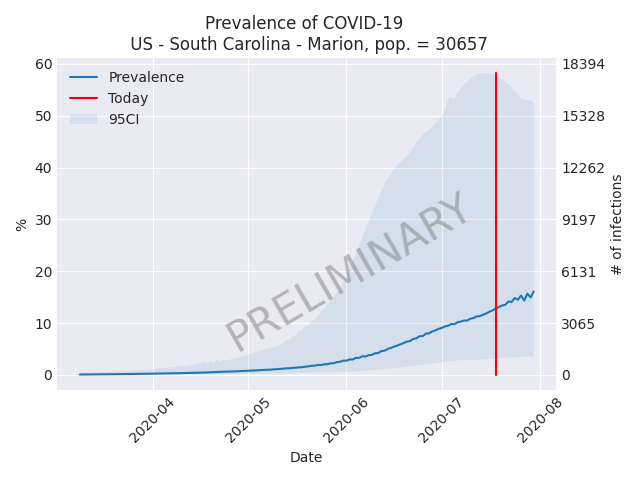 Prevalence of COVID-19
US - South Carolina - Marion, pop. = 30657
Prevalence
Today
95CI
60
50
40
30
20
10
0
%
18394
15328
12262
9197
6131
3065
0
# of infections
PRELIMINARY
2020-04
2020-05
2020-06
2020-07
2020-08
Date